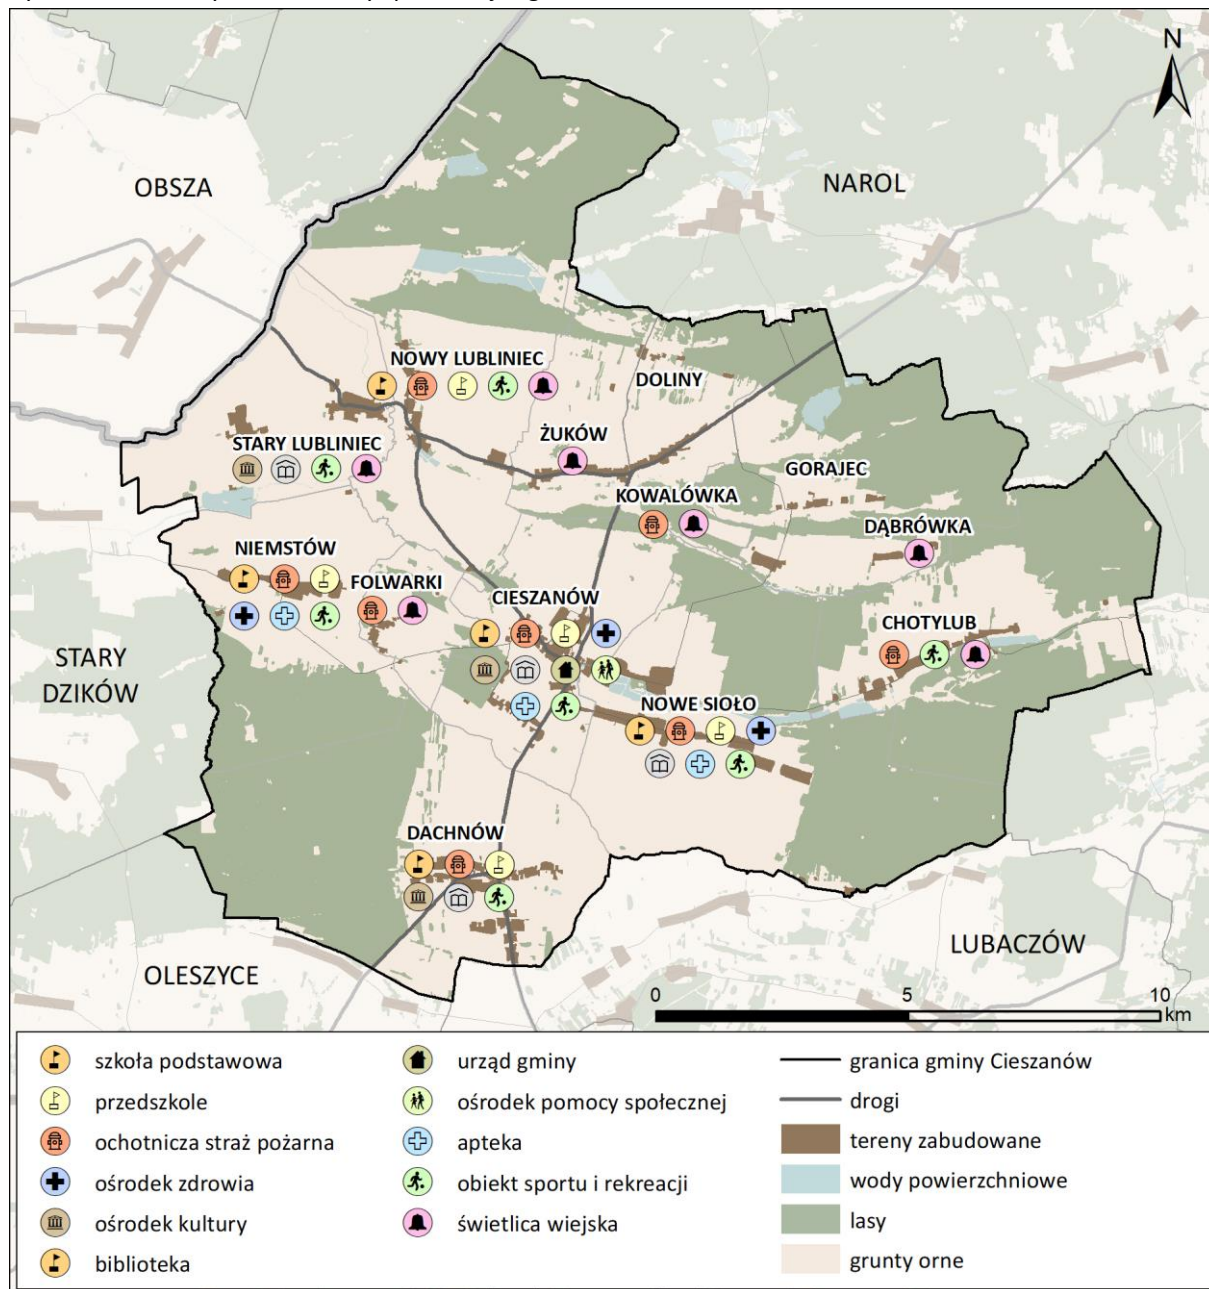 N
OBSZA
NAROL
NOWY LUBLINIEC
DOLINY
ŻUKÓW
STARY LUBLINIEC
GORAJEC
KOWALÓWKA
DĄBRÓWKA
NIEMSTÓW
FOLWARKI
CIESZANÓW
CHOTYLUB
STARY
DZIKÓW
NOWE SIOŁO
DACHNÓW
LUBACZÓW
OLESZYCE
0 5 10
km
szkoła podstawowa
przedszkole
ochotnicza straż pożarna
ośrodek zdrowia
ośrodek kultury
biblioteka
urząd gminy
ośrodek pomocy społecznej
apteka
obiekt sportu i rekreacji
świetlica wiejska
granica gminy Cieszanów
drogi
tereny zabudowane
wody powierzchniowe
lasy
grunty orne